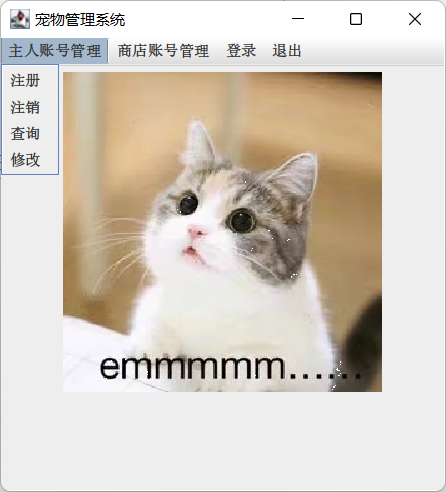 宠物管理系统
主人账号管理 商店账号管理 登录 退出
注册
注销
查询
修改
emmmmm......